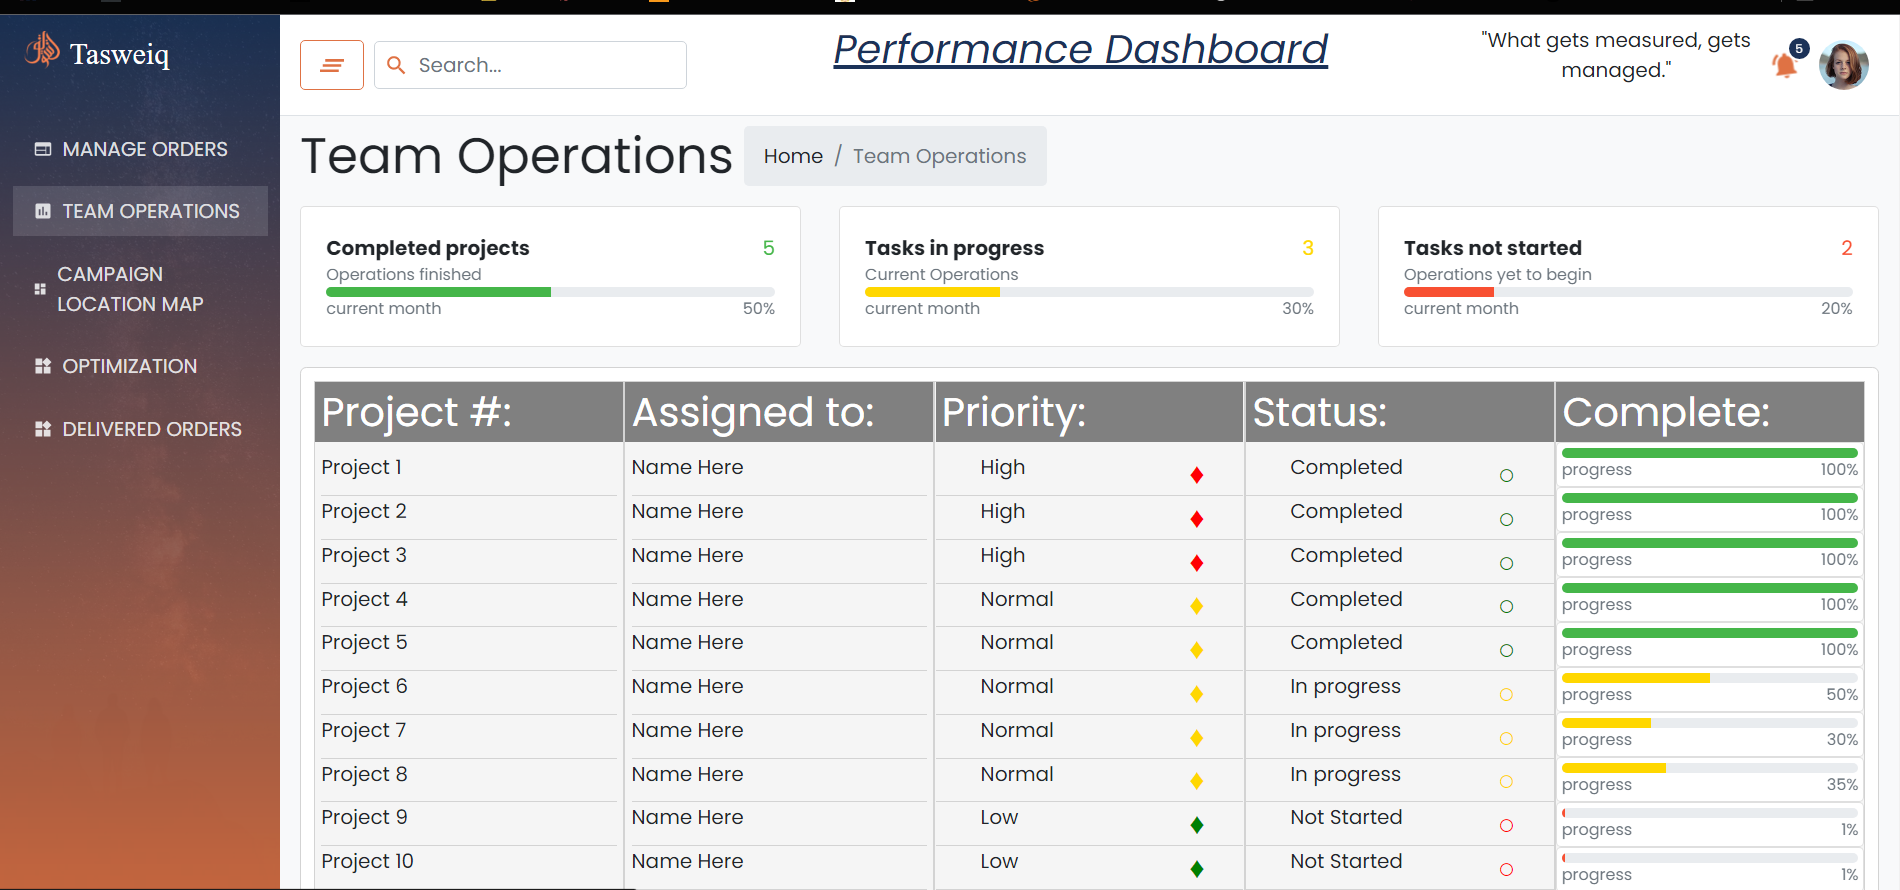 Tasweiq
Search...
Performance Dashboard
"What gets measured, gets
managed."
5
MANAGE ORDERS
TEAM OPERATIONS
CAMPAIGN
LOCATION MAP
OPTIMIZATION
DELIVERED ORDERS
Team Operations
Home / Team Operations
Completed projects 5
Operations finished
current month 50%
Tasks in progress 3
Current Operations
current month 30%
Tasks not started 2
Operations yet to begin
current month 20%
Project #: Assigned to: Priority: Status: Complete:
Project 1 Name Here High Completed progress 100%
Project 2 Name Here High Completed progress 100%
Project 3 Name Here High Completed progress 100%
Project 4 Name Here Normal Completed progress 100%
Project 5 Name Here Normal Completed progress 100%
Project 6 Name Here Normal In progress progress 50%
Project 7 Name Here Normal In progress progress 30%
Project 8 Name Here Normal In progress progress 35%
Project 9 Name Here Low Not Started progress 1%
Project 10 Name Here Low Not Started progress 1%